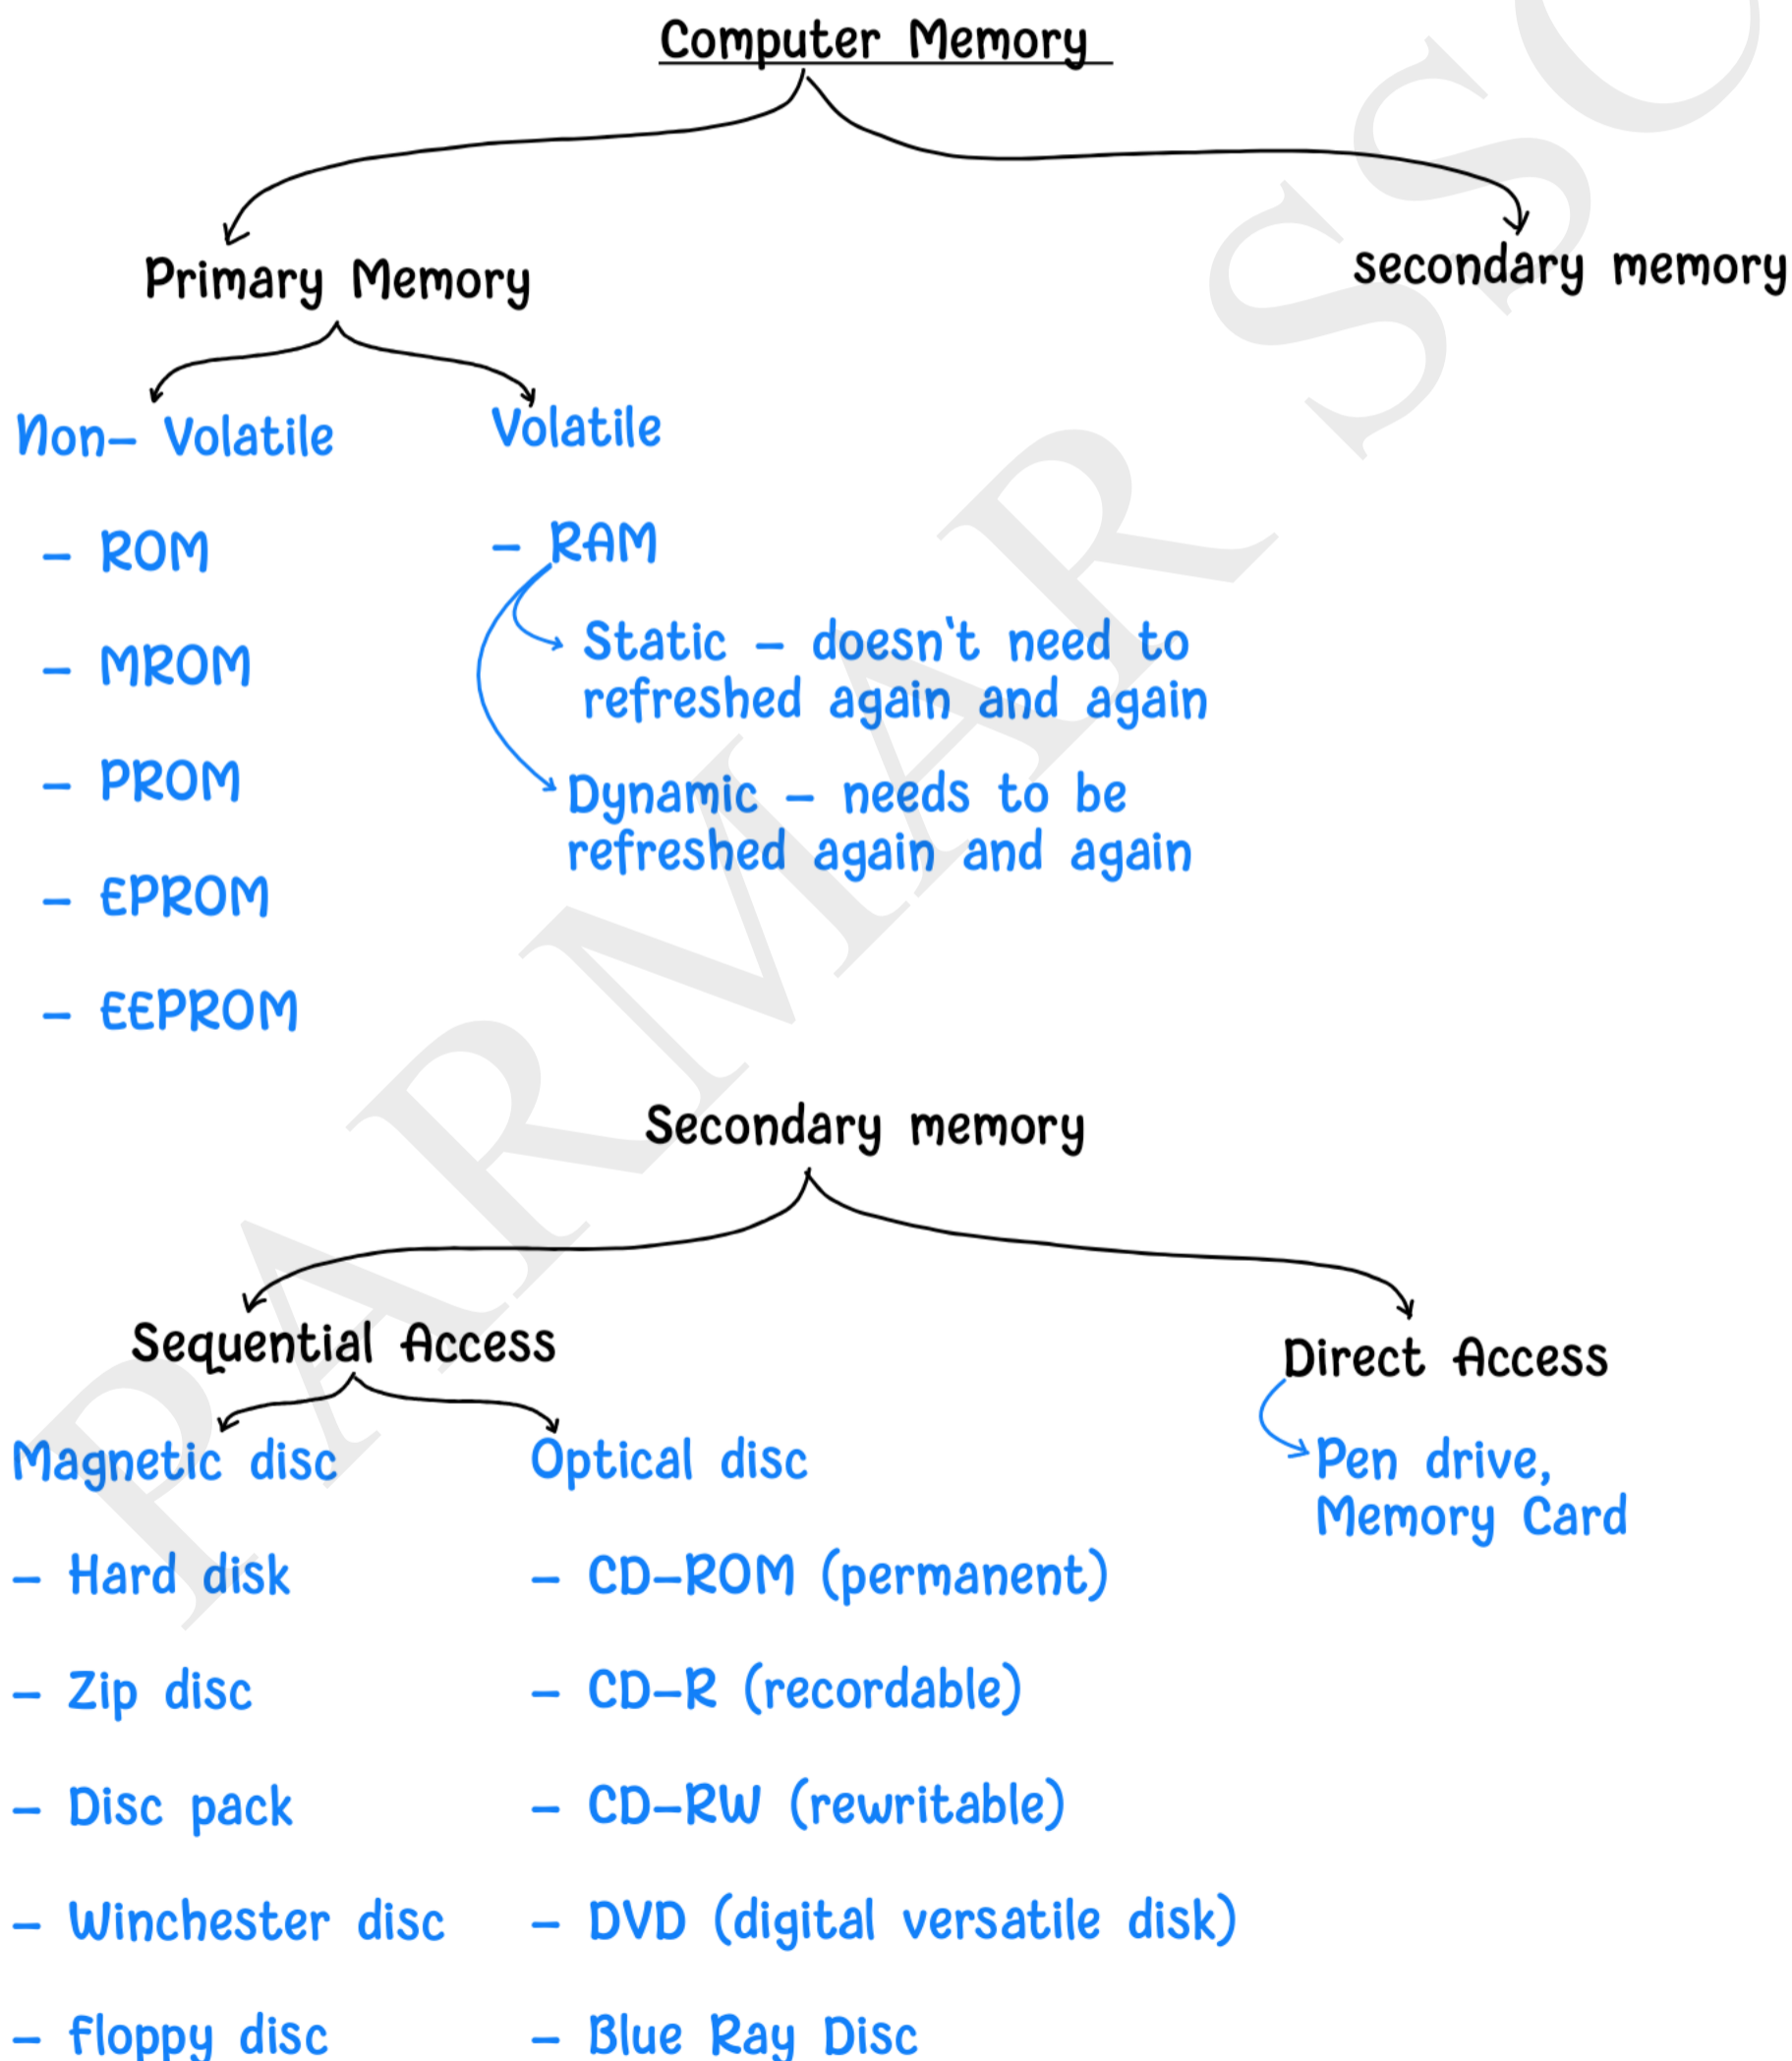 Computer Memory
Primary Memory
secondary memory
Non- Volatile
Volatile
- ROM
- MROM
- PROM
- EPROM
- EEPROM
- RAM
Static - doesn't need to
refreshed again and again
Dynamic - needs to be
refreshed again and again
Secondary memory
Sequential Access
Direct Access
Magnetic disc
- Hard disk
- Zip disc
- Disc pack
- Winchester disc
- floppy disc
Optical disc
- CD-ROM (permanent)
- CD-R (recordable)
- CD-RW (rewritable)
- DVD (digital versatile disk)
- Blue Ray Disc
Pen drive,
Memory Card
PARMAR SSC